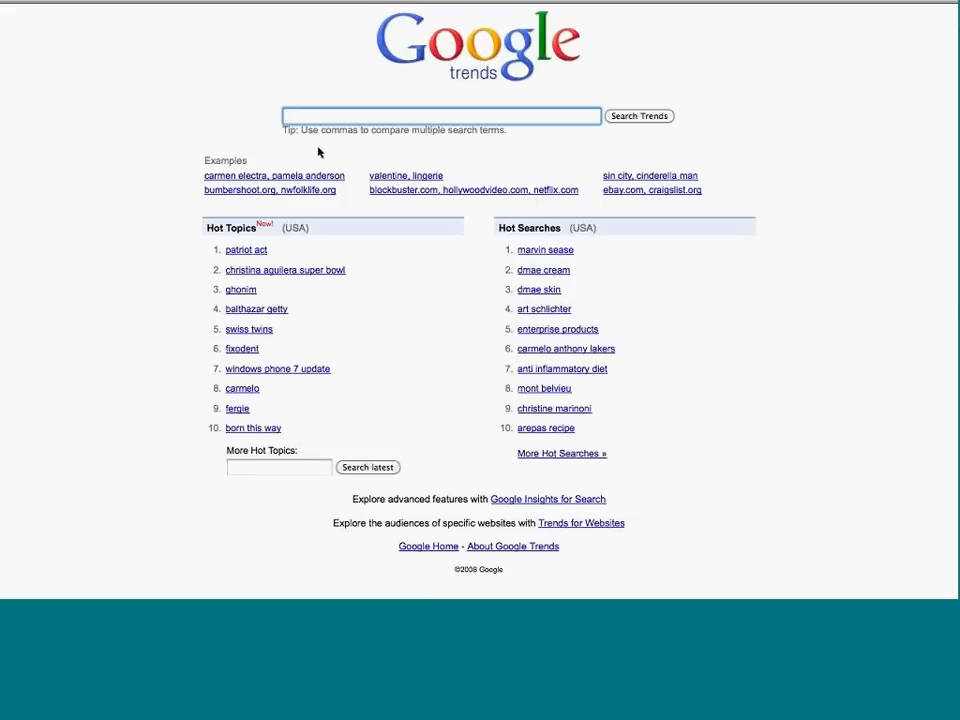 Google
trends
Search Trends
Tip: Use commas to compare multiple search terms.
Examples
carmen electra, pamela anderson valentine, lingerie sin city, cinderella man
bumbershoot.org, nwfolklife.org blockbuster.com, hollywoodvideo.com, netflix.com ebay.com, craigslist.org
Hot Topics New! (USA)
1. patriot act
2. christina aguilera super bowl
3. ghonim
4. balthazar getty
5. swiss twins
6. fixodent
7. windows phone 7 update
8. carmelo
9. fergie
10. born this way
More Hot Topics:
Search latest
Hot Searches (USA)
1. marvin sease
2. dmae cream
3. dmae skin
4. art schlichter
5. enterprise products
6. carmelo anthony lakers
7. anti inflammatory diet
8. mont belvieu
9. christine marinoni
10. arepas recipe
More Hot Searches »
Explore advanced features with Google Insights for Search
Explore the audiences of specific websites with Trends for Websites
Google Home - About Google Trends
©2008 Google